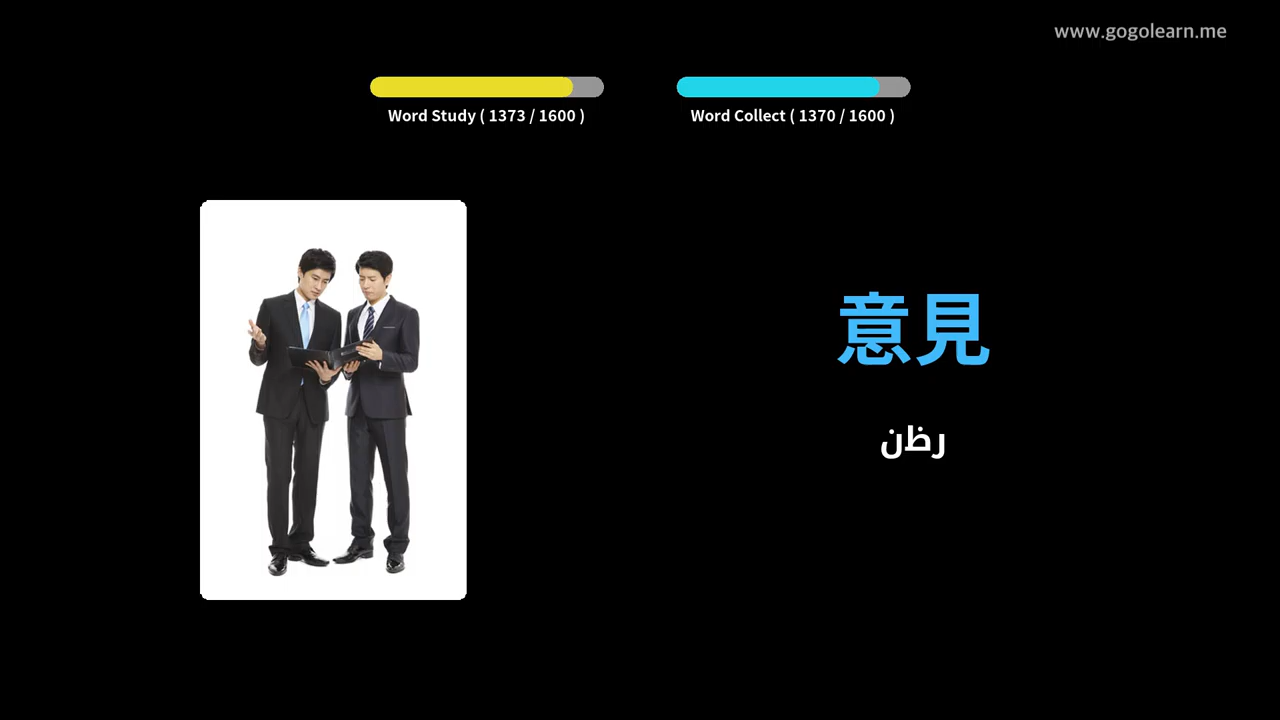 www.gogolearn.me
Word Study ( 1373 / 1600 )
Word Collect ( 1370 / 1600 )
意見
رظن